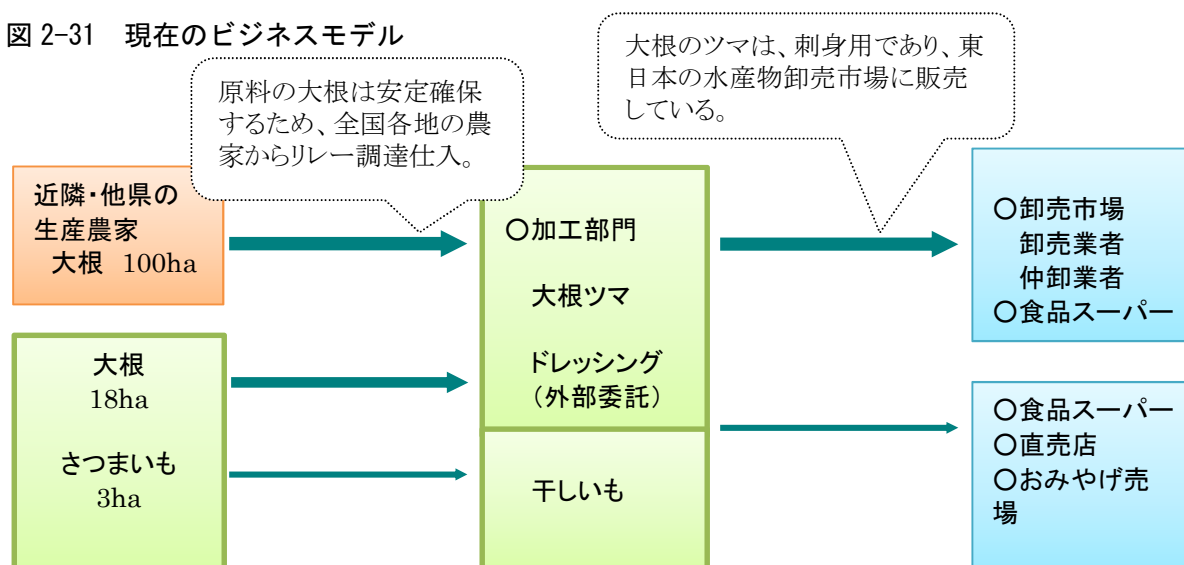 図 2-31　現在のビジネスモデル
原料の大根は安定確保
するため、全国各地の農
家からリレー調達仕入。
大根のツマは、刺身用であり、東
日本の水産物卸売市場に販売
している。
近隣・他県の
生産農家
大根　100ha
大根
18ha
さつまいも
3ha
〇加工部門
大根ツマ
ドレッシング
（外部委託）
干しいも
〇卸売市場
卸売業者
仲卸業者
〇食品スーパー
〇食品スーパー
〇直売店
〇おみやげ売
場